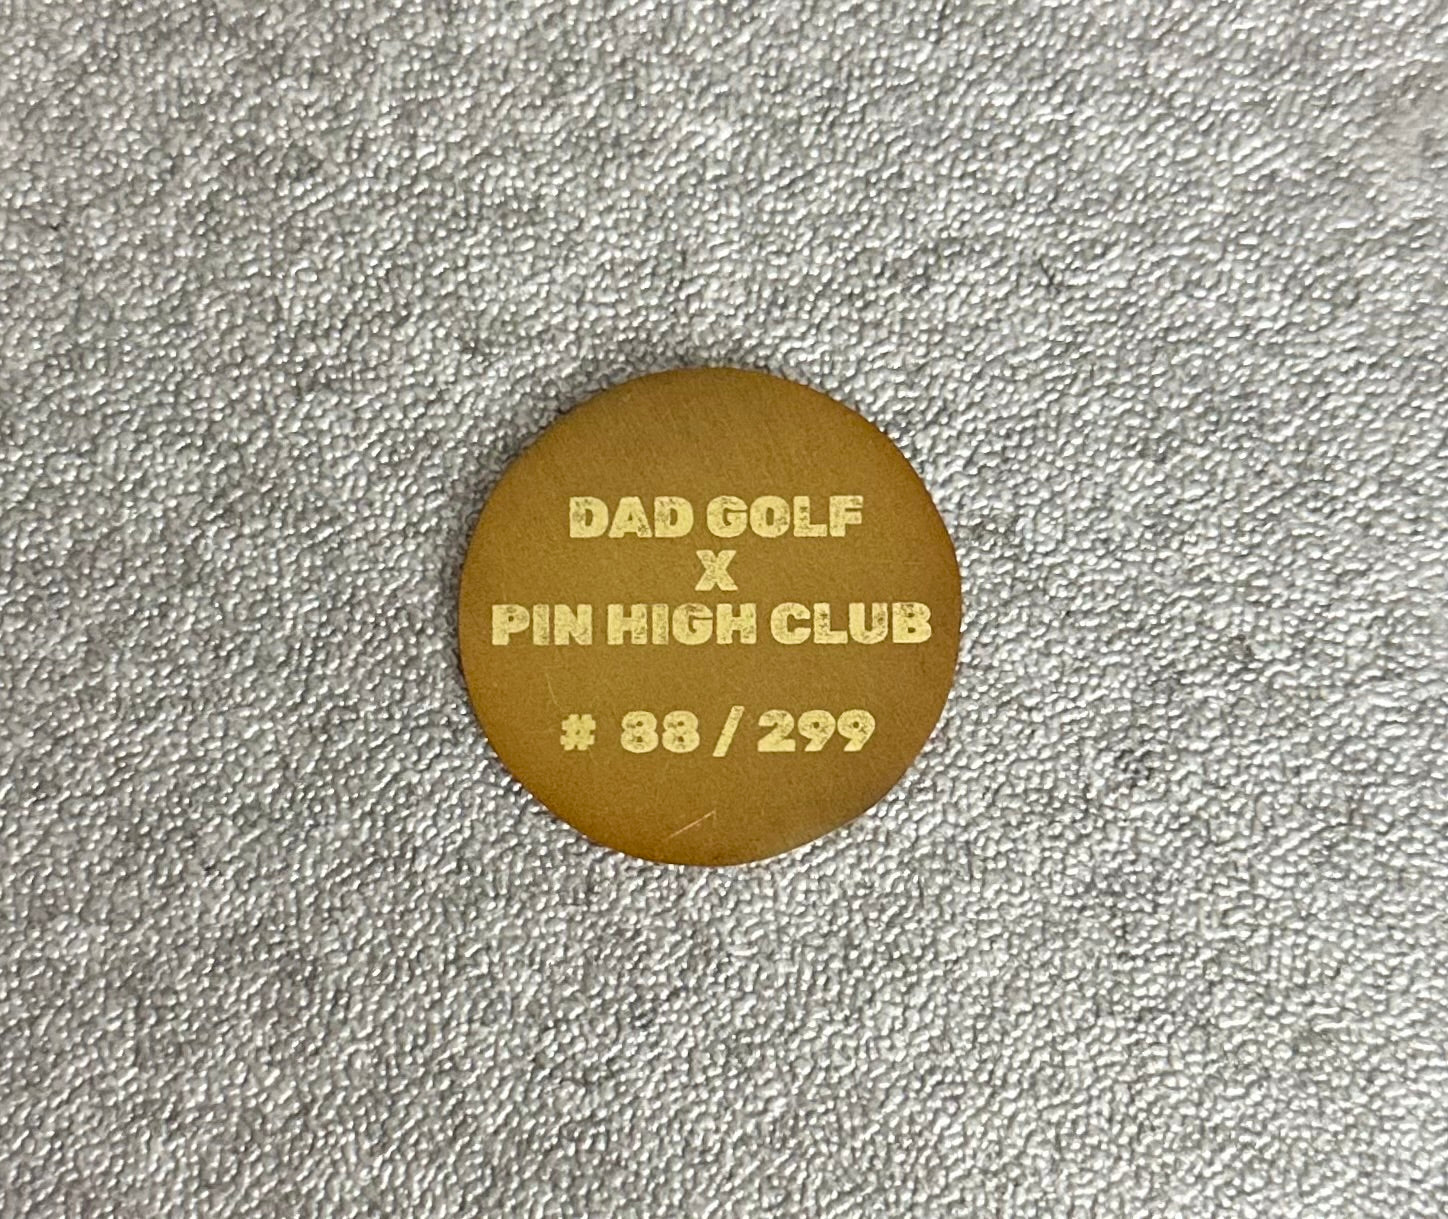 DAD GOLF
X
PIN HIGH CLUB
# 88 / 299